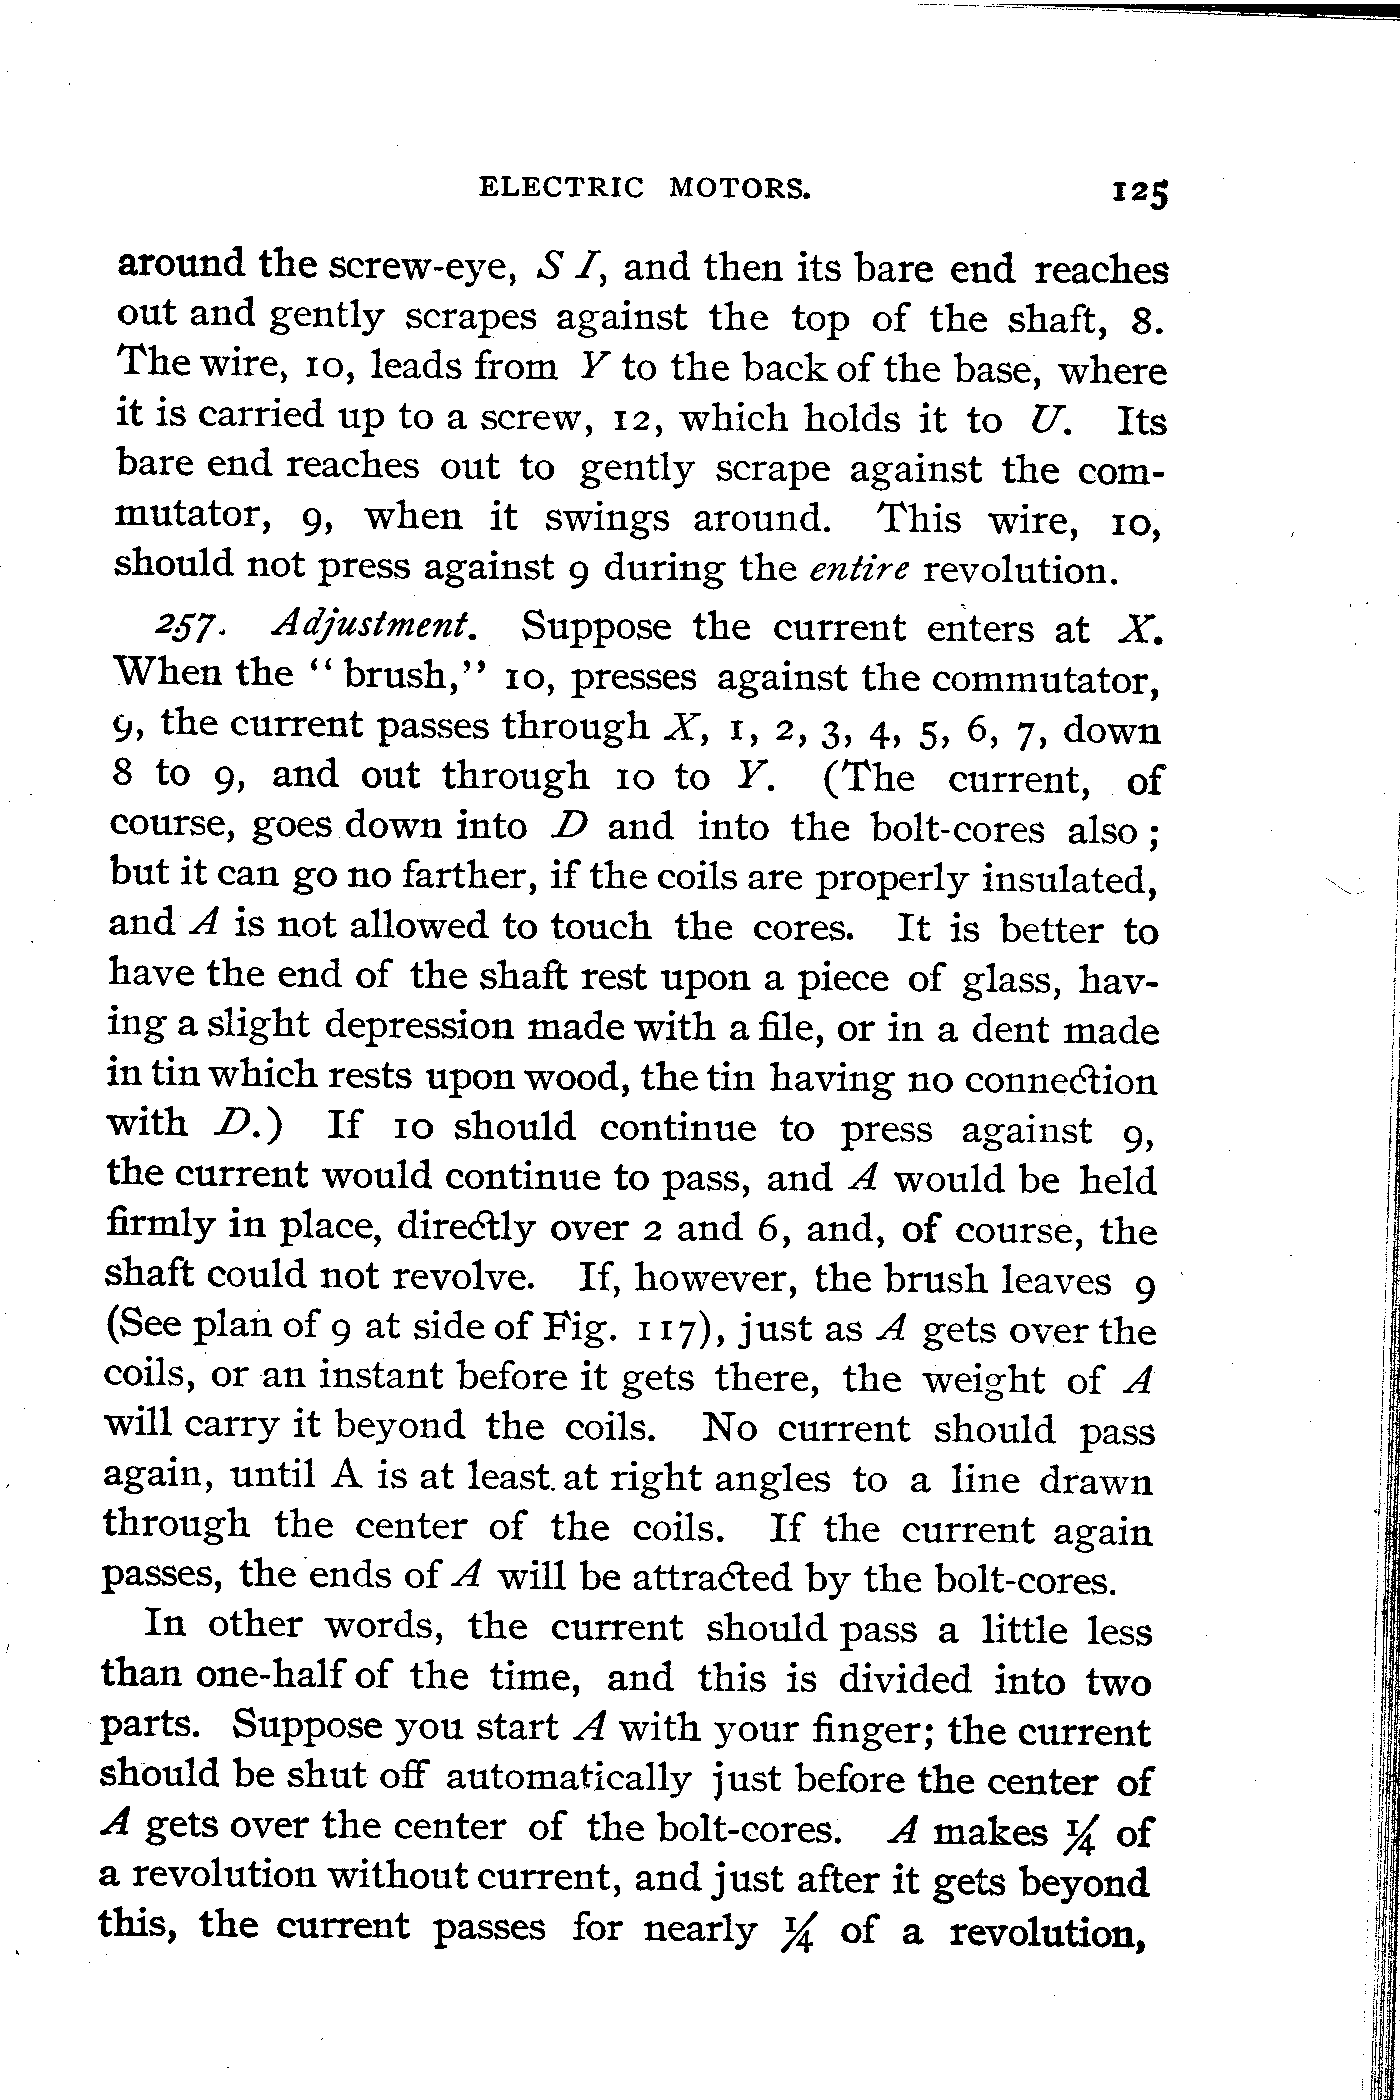 ELECTRIC MOTORS. 125
around the screw-eye, S I, and then its bare end reaches
out and gently scrapes against the top of the shaft, 8.
The wire, 10, leads from Y to the back of the base, where
it is carried up to a screw, 12, which holds it to U. Its
bare end reaches out to gently scrape against the com-
mutator, 9, when it swings around. This wire, 10,
should not press against 9 during the entire revolution.
257. Adjustment. Suppose the current enters at X.
When the “ brush,” 10, presses against the commutator,
9, the current passes through X, 1, 2, 3, 4, 5, 6, 7, down
8 to 9, and out through 10 to Y. (The current, of
course, goes down into D and into the bolt-cores also ;
but it can go no farther, if the coils are properly insulated,
and A is not allowed to touch the cores. It is better to
have the end of the shaft rest upon a piece of glass, hav-
ing a slight depression made with a file, or in a dent made
in tin which rests upon wood, the tin having no connection
with D.) If 10 should continue to press against 9,
the current would continue to pass, and A would be held
firmly in place, directly over 2 and 6, and, of course, the
shaft could not revolve. If, however, the brush leaves 9
(See plan of 9 at side of Fig. 117), just as A gets over the
coils, or an instant before it gets there, the weight of A
will carry it beyond the coils. No current should pass
again, until A is at least at right angles to a line drawn
through the center of the coils. If the current again
passes, the ends of A will be attracted by the bolt-cores.
In other words, the current should pass a little less
than one-half of the time, and this is divided into two
parts. Suppose you start A with your finger; the current
should be shut off automatically just before the center of
A gets over the center of the bolt-cores. A makes ¼ of
a revolution without current, and just after it gets beyond
this, the current passes for nearly ¼ of a revolution,